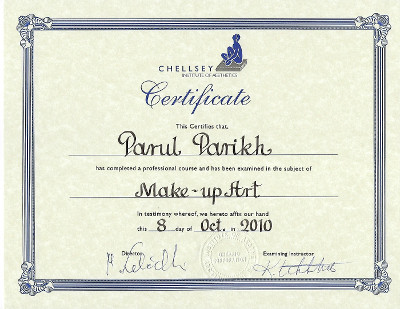 CHELLSEY
INSTITUTE OF AESTHETICS
Certificate
This Certifies that,
Parul Parikh
has completed a professional course and has been examined in the subject of
Make-up Art
In testimony whereof, we hereto affix our hand
this 8 day of Oct. in 2010
Director Examining Instructor